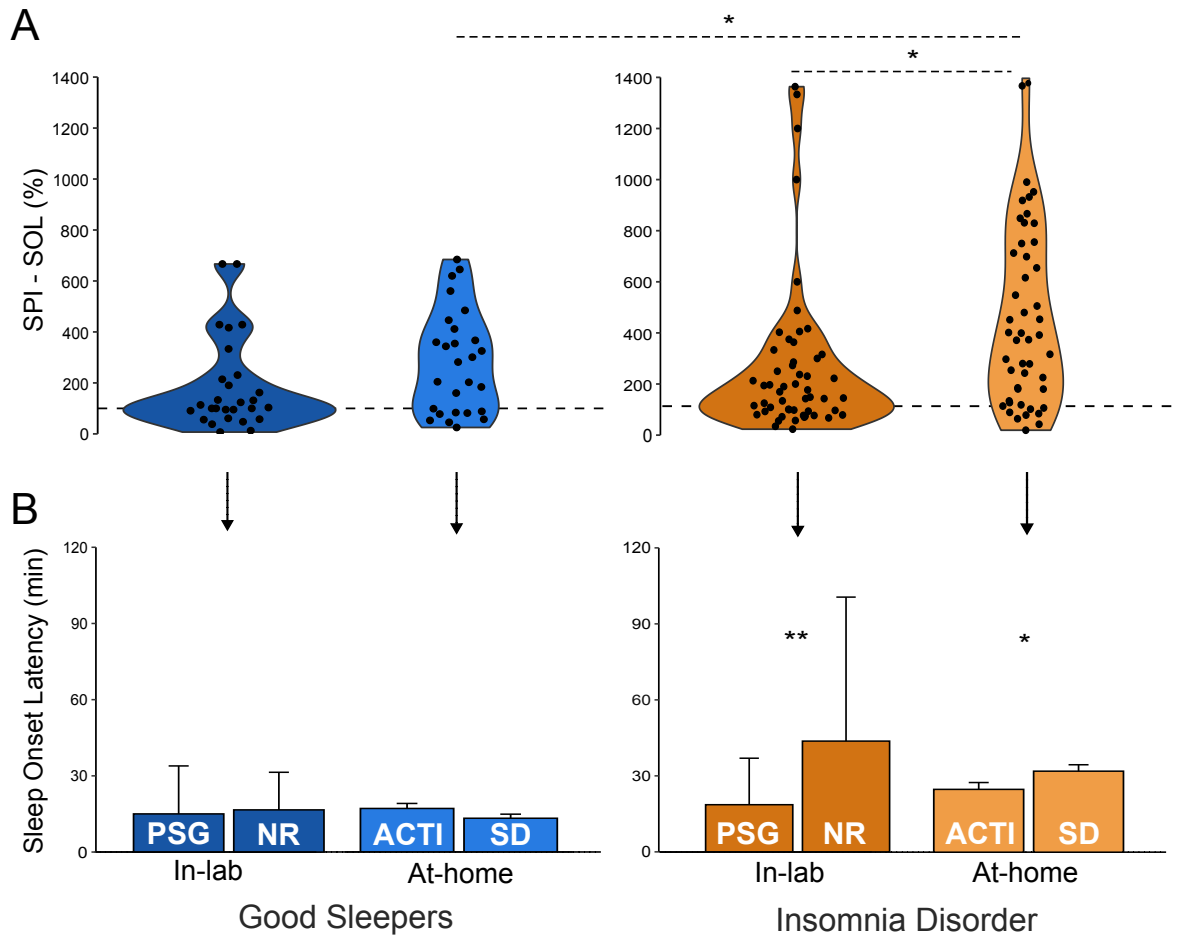 A
*
*
SPI - SOL (%)
1400
1200
1000
800
600
400
200
0
1400
1200
1000
800
600
400
200
0
B
Sleep Onset Latency (min)
120
90
60
30
0
PSG NR ACTI SD
In-lab At-home
Good Sleepers
120
90
60
30
0
** *
PSG NR ACTI SD
In-lab At-home
Insomnia Disorder